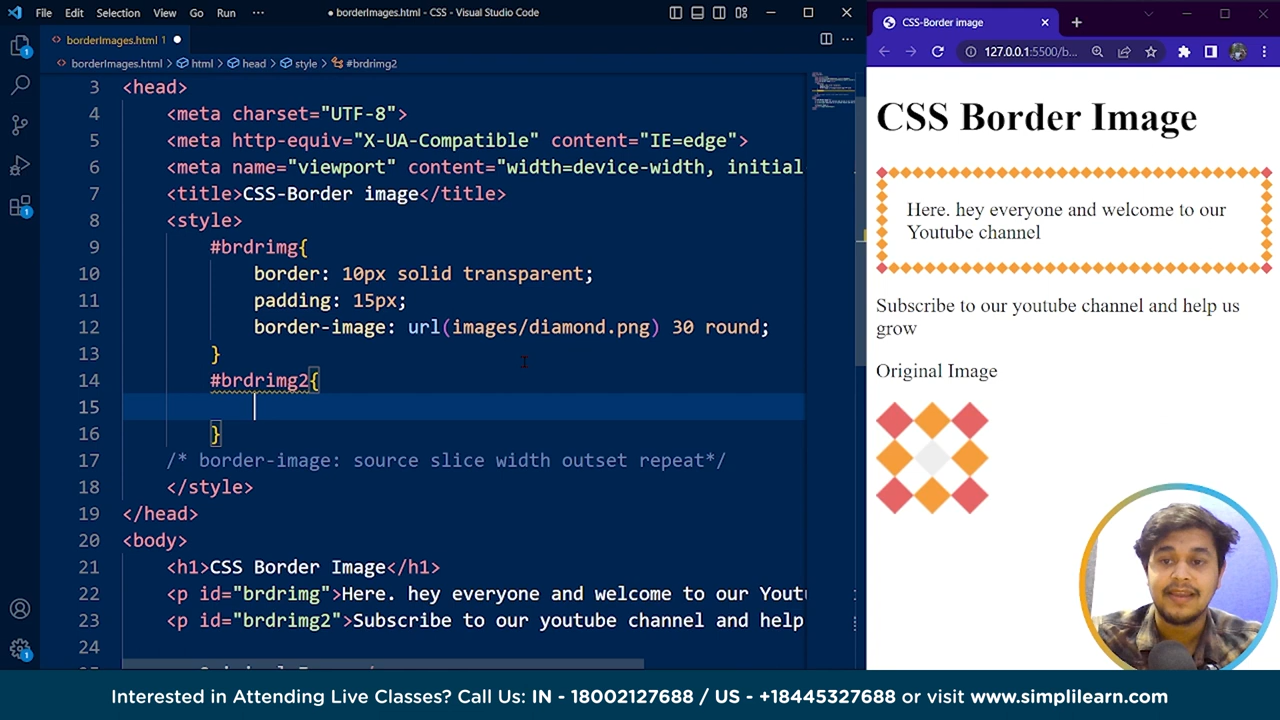 File Edit Selection View Go Run ··· ● borderImages.html - CSS - Visual Studio Code
borderImages.html 1 ●
borderImages.html > html > head > style > #brdrimg2
3 <head>
4 <meta charset="UTF-8">
5 <meta http-equiv="X-UA-Compatible" content="IE=edge">
6 <meta name="viewport" content="width=device-width, initial
7 <title>CSS-Border image</title>
8 <style>
9 #brdrimg{
10 border: 10px solid transparent;
11 padding: 15px;
12 border-image: url(images/diamond.png) 30 round;
13 }
14 #brdrimg2{
15
16 }
17 /* border-image: source slice width outset repeat*/
18 </style>
19 </head>
20 <body>
21 <h1>CSS Border Image</h1>
22 <p id="brdrimg">Here. hey everyone and welcome to our Yout
23 <p id="brdrimg2">Subscribe to our youtube channel and help
24
1
1
1
CSS-Border image
127.0.0.1:5500/b...
CSS Border Image
Here. hey everyone and welcome to our
Youtube channel
Subscribe to our youtube channel and help us
grow
Original Image
Interested in Attending Live Classes? Call Us: IN - 18002127688 / US - +18445327688 or visit www.simplilearn.com